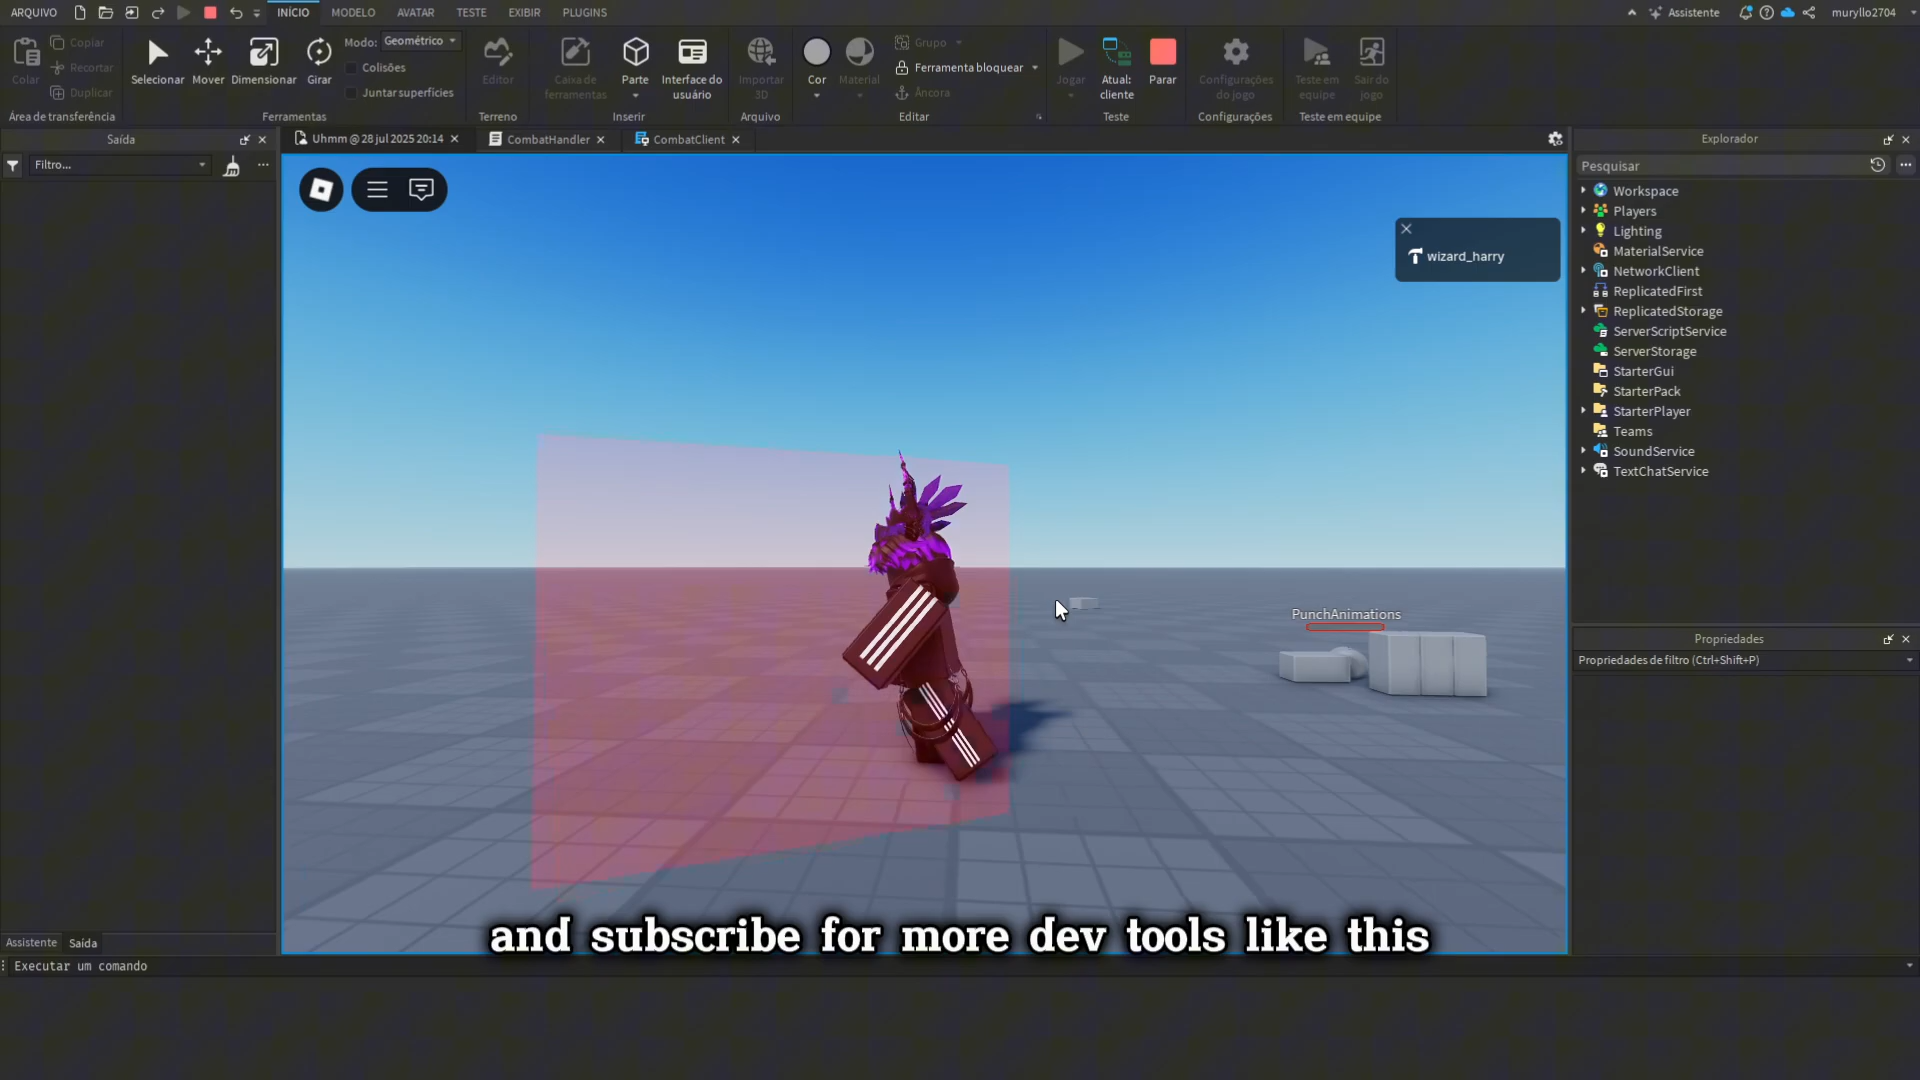 ARQUIVO
INÍCIO
MODELO
AVATAR
TESTE
EXIBIR
PLUGINS
Assistente
muryllo2704
Colar
Copiar
Recortar
Duplicar
Área de transferência
Selecionar
Mover
Dimensionar
Girar
Modo:
Geométrico
Colisões
Juntar superfícies
Ferramentas
Editor
Terreno
Caixa de
ferramentas
Parte
Interface do
usuário
Inserir
Importar
3D
Arquivo
Cor
Material
Grupo
Ferramenta bloquear
Âncora
Editar
Jogar
Atual:
cliente
Parar
Teste
Configurações
do jogo
Configurações
Teste em
equipe
Sair do
jogo
Teste em equipe
Saída
Filtro...
Uhmm @ 28 jul 2025 20:14
CombatHandler
CombatClient
wizard_harry
PunchAnimations
and subscribe for more dev tools like this
Explorador
Pesquisar
Workspace
Players
Lighting
MaterialService
NetworkClient
ReplicatedFirst
ReplicatedStorage
ServerScriptService
ServerStorage
StarterGui
StarterPack
StarterPlayer
Teams
SoundService
TextChatService
Propriedades
Propriedades de filtro (Ctrl+Shift+P)
Assistente
Saída
Executar um comando